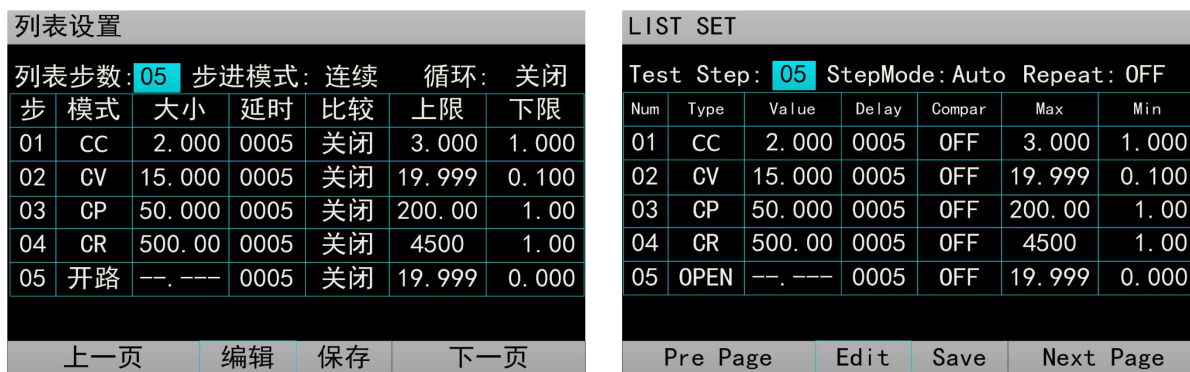 列表设置
列表步数:05 步进模式: 连续 循环: 关闭
步 模式 大小 延时 比较 上限 下限
01 CC 2.000 0005 关闭 3.000 1.000
02 CV 15.000 0005 关闭 19.999 0.100
03 CP 50.000 0005 关闭 200.00 1.00
04 CR 500.00 0005 关闭 4500 1.00
05 开路 --.--- 0005 关闭 19.999 0.000
上一页 编辑 保存 下一页
LIST SET
Test Step: 05 StepMode:Auto Repeat: OFF
Num Type Value Delay Compar Max Min
01 CC 2.000 0005 OFF 3.000 1.000
02 CV 15.000 0005 OFF 19.999 0.100
03 CP 50.000 0005 OFF 200.00 1.00
04 CR 500.00 0005 OFF 4500 1.00
05 OPEN --.--- 0005 OFF 19.999 0.000
Pre Page Edit Save Next Page